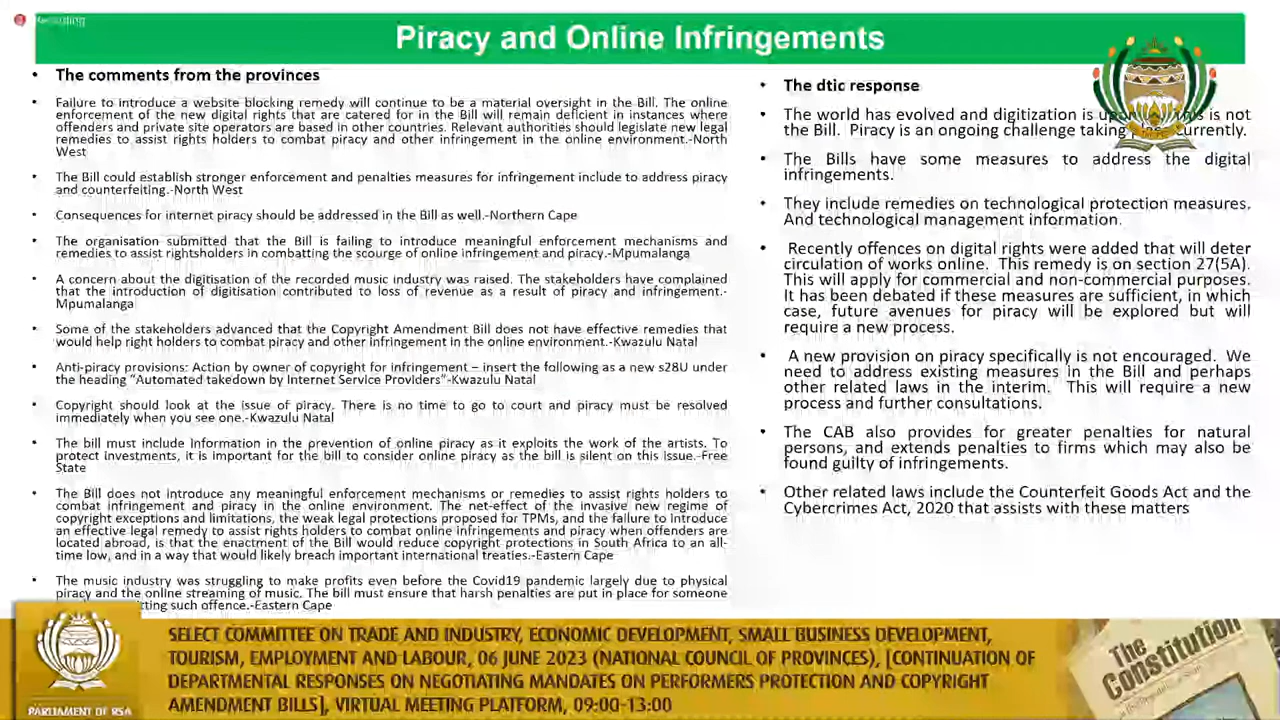 Recording
Piracy and Online Infringements
• The comments from the provinces
• Failure to introduce a website blocking remedy will continue to be a material oversight in the Bill. The online
enforcement of the new digital rights that are catered for in the Bill will remain deficient in instances where
offenders and private site operators are based in other countries. Relevant authorities should legislate new legal
remedies to assist rights holders to combat piracy and other infringement in the online environment.-North
West
• The Bill could establish stronger enforcement and penalties measures for infringement include to address piracy
and counterfeiting.-North West
• Consequences for internet piracy should be addressed in the Bill as well.-Northern Cape
• The organisation submitted that the Bill is failing to introduce meaningful enforcement mechanisms and
remedies to assist rightsholders in combatting the scourge of online infringement and piracy.-Mpumalanga
• A concern about the digitisation of the recorded music industry was raised. The stakeholders have complained
that the introduction of digitisation contributed to loss of revenue as a result of piracy and infringement.-
Mpumalanga
• Some of the stakeholders advanced that the Copyright Amendment Bill does not have effective remedies that
would help right holders to combat piracy and other infringement in the online environment.-Kwazulu Natal
• Anti-piracy provisions: Action by owner of copyright for infringement – insert the following as a new s28U under
the heading “Automated takedown by Internet Service Providers”-Kwazulu Natal
• Copyright should look at the issue of piracy. There is no time to go to court and piracy must be resolved
immediately when you see one.-Kwazulu Natal
• The bill must include Information in the prevention of online piracy as it exploits the work of the artists. To
protect investments, it is important for the bill to consider online piracy as the bill is silent on this issue.-Free
State
• The Bill does not introduce any meaningful enforcement mechanisms or remedies to assist rights holders to
combat infringement and piracy in the online environment. The net-effect of the invasive new regime of
copyright exceptions and limitations, the weak legal protections proposed for TPMs, and the failure to introduce
an effective legal remedy to assist rights holders to combat online infringements and piracy when offenders are
located abroad, is that the enactment of the Bill would reduce copyright protections in South Africa to an all-
time low, and in a way that would likely breach important international treaties.-Eastern Cape
• The music industry was struggling to make profits even before the Covid19 pandemic largely due to physical
piracy and the online streaming of music. The bill must ensure that harsh penalties are put in place for someone
such offence.-Eastern Cape
• The dtic response
• The world has evolved and digitization is is not
the Bill. Piracy is an ongoing challenge taking currently.
• The Bills have some measures to address the digital
infringements.
• They include remedies on technological protection measures.
And technological management information.
• Recently offences on digital rights were added that will deter
circulation of works online. This remedy is on section 27(5A).
This will apply for commercial and non-commercial purposes.
It has been debated if these measures are sufficient, in which
case, future avenues for piracy will be explored but will
require a new process.
• A new provision on piracy specifically is not encouraged. We
need to address existing measures in the Bill and perhaps
other related laws in the interim. This will require a new
process and further consultations.
• The CAB also provides for greater penalties for natural
persons, and extends penalties to firms which may also be
found guilty of infringements.
• Other related laws include the Counterfeit Goods Act and the
Cybercrimes Act, 2020 that assists with these matters
SELECT COMMITTEE ON TRADE AND INDUSTRY, ECONOMIC DEVELOPMENT, SMALL BUSINESS DEVELOPMENT,
TOURISM, EMPLOYMENT AND LABOUR, 06 JUNE 2023 (NATIONAL COUNCIL OF PROVINCES), [CONTINUATION OF
DEPARTMENTAL RESPONSES ON NEGOTIATING MANDATES ON PERFORMERS PROTECTION AND COPYRIGHT
AMENDMENT BILLS], VIRTUAL MEETING PLATFORM, 09:00-13:00
PARLIAMENT OF RSA
The
Constitution